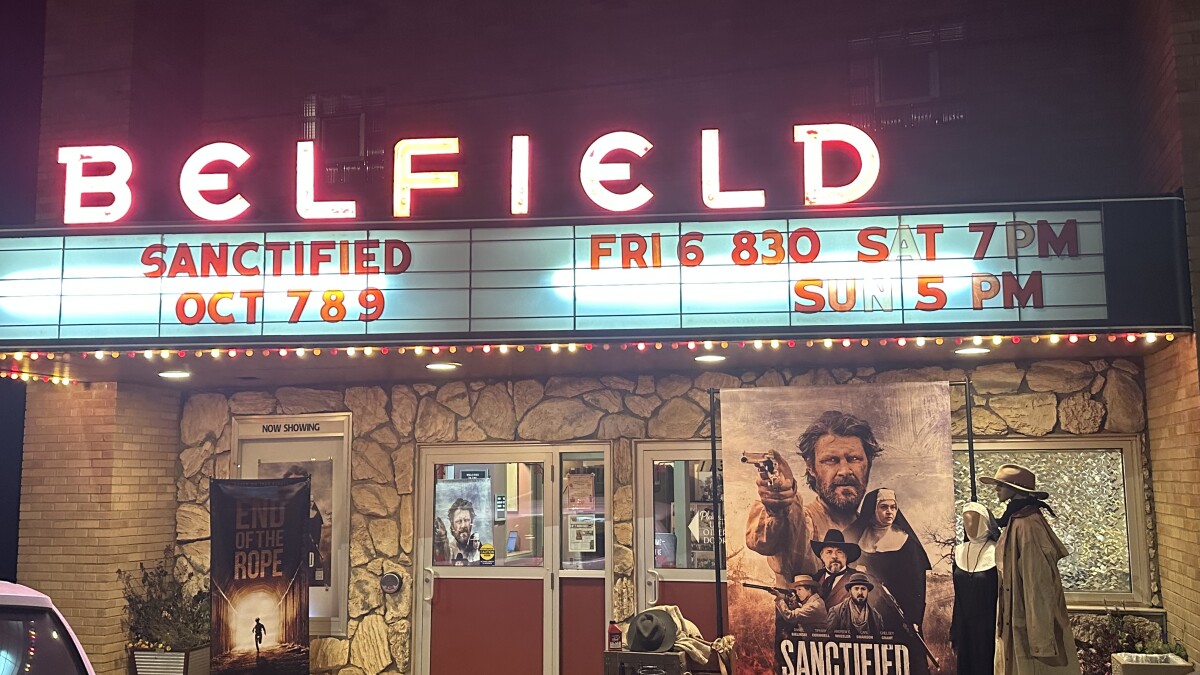 BELFIELD
SANCTIFIED
OCT 7 8 9
FRI 6 830 SAT 7PM
SUN 5 PM
NOW SHOWING
END
OF THE
ROPE
SANCTIFIED